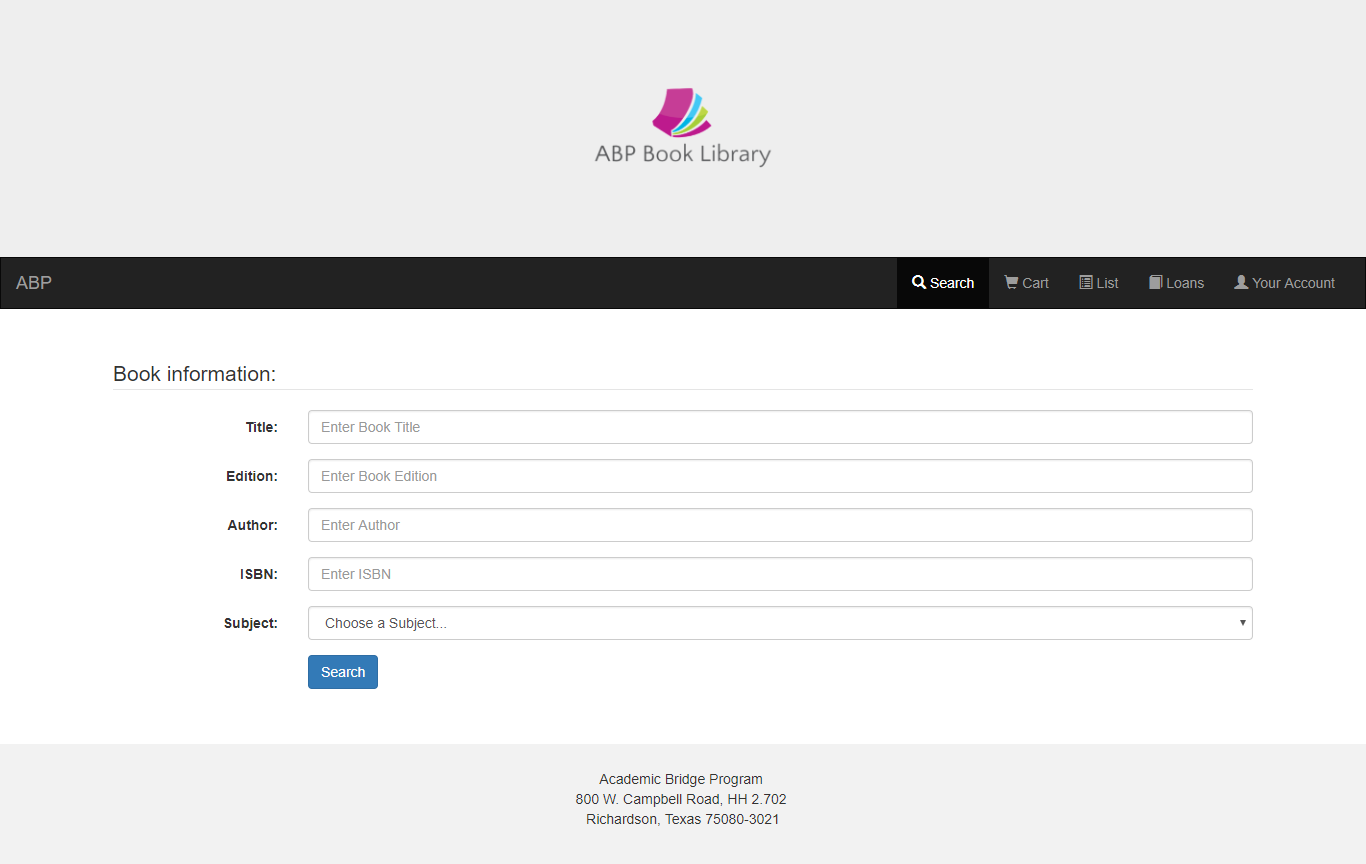 ABP Book Library
ABP
Search Cart List Loans Your Account
Book information:
Title: Enter Book Title
Edition: Enter Book Edition
Author: Enter Author
ISBN: Enter ISBN
Subject: Choose a Subject...
Search
Academic Bridge Program
800 W. Campbell Road, HH 2.702
Richardson, Texas 75080-3021